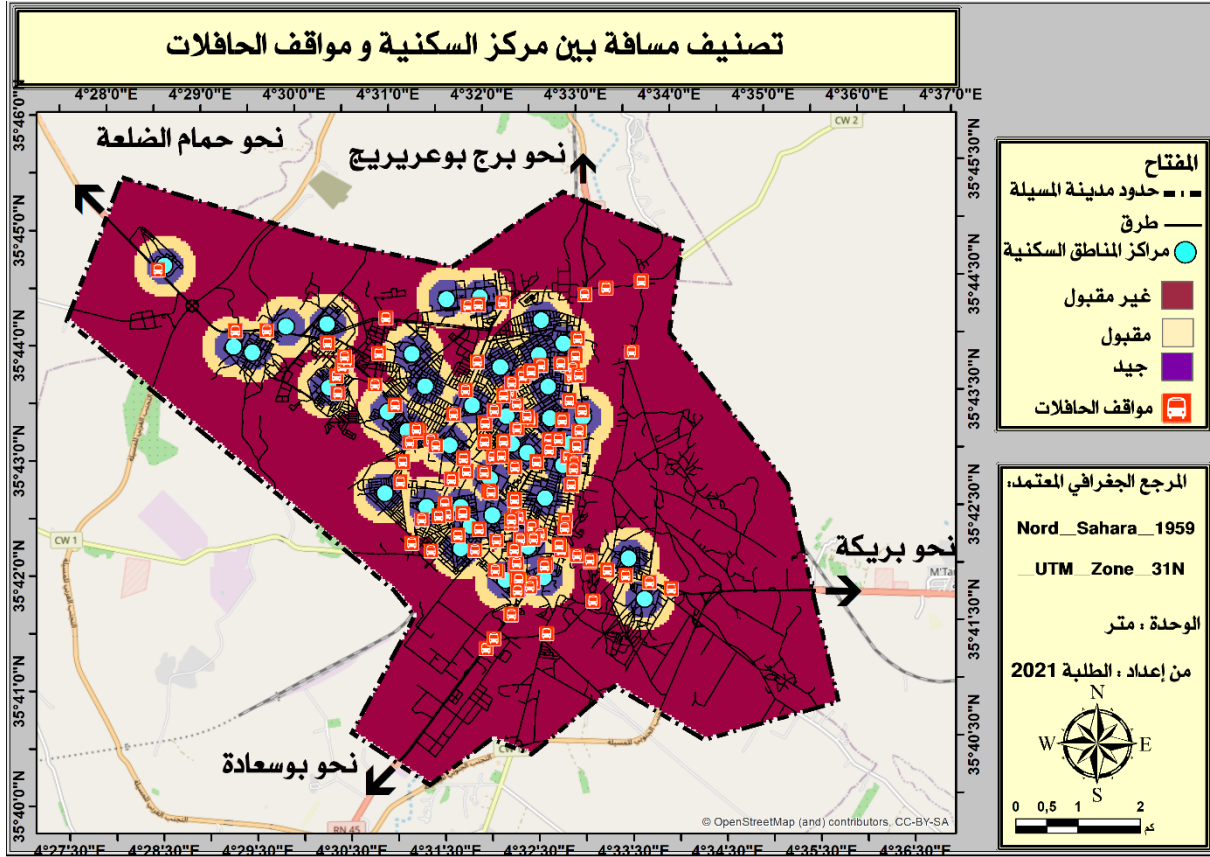 تصنيف مسافة بين مركز السكنية و مواقف الحافلات
4°28'0"E 4°29'0"E 4°30'0"E 4°31'0"E 4°32'0"E 4°33'0"E 4°34'0"E 4°35'0"E 4°36'0"E 4°37'0"E
35°46'0"N
35°45'0"N
35°44'0"N
35°43'0"N
35°42'0"N
35°41'0"N
35°40'0"N
نحو حمام الضلعة
نحو برج بوعريريج
CW 2
CW 1
نحو بريكة
M'Tar
نحو بوسعادة
RN 45
© OpenStreetMap (and) contributors, CC-BY-SA
35°45'30"N
35°44'30"N
35°43'30"N
35°42'30"N
35°41'30"N
35°40'30"N
4°27'30"E 4°28'30"E 4°29'30"E 4°30'30"E 4°31'30"E 4°32'30"E 4°33'30"E 4°34'30"E 4°35'30"E 4°36'30"E
المفتاح
حدود مدينة المسيلة
طرق
مراكز المناطق السكنية
غير مقبول
مقبول
جيد
مواقف الحافلات
المرجع الجغرافي المعتمد:
Nord__Sahara__1959
__UTM__Zone__31N
الوحدة : متر
من إعداد : الطلبة 2021
N
W E
S
0 0,5 1 2
كم